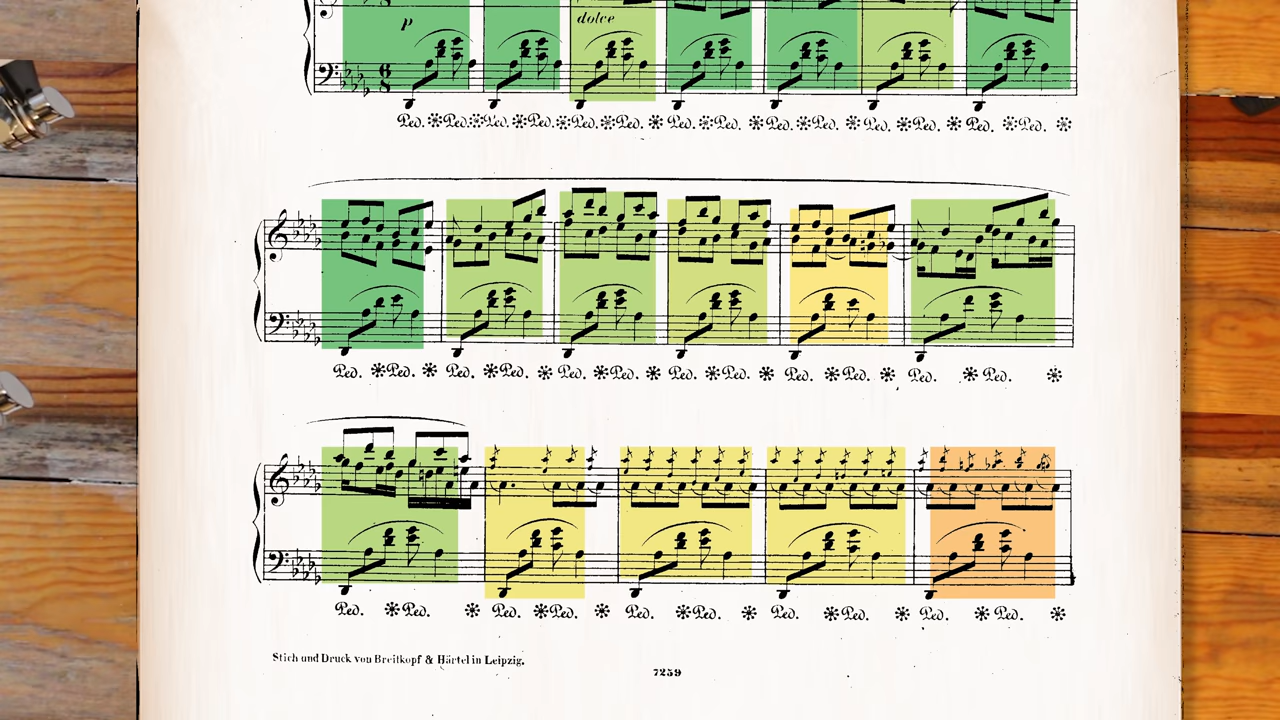 p dolce
6
8
Ped. * Ped. * Ped. * Ped. * Ped. * Ped. * Ped. * Ped. * Ped. * Ped. * Ped. * Ped. * Ped. * Ped. *
Ped. * Ped. * Ped. * Ped. * Ped. * Ped. * Ped. * Ped. * Ped. * Ped. * Ped. * Ped. *
Ped. * Ped. * Ped. * Ped. * Ped. * Ped. * Ped. * Ped. * Ped. * Ped. *
Stich und Druck von Breitkopf & Härtel in Leipzig.
7259